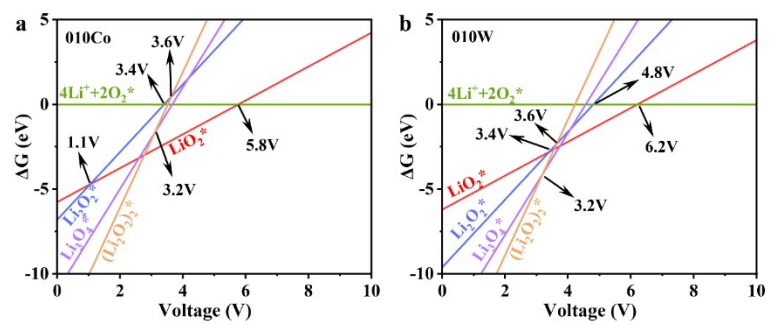 a
010Co
5
0
-5
-10
ΔG (eV)
0
2
4
6
8
10
Voltage (V)
4Li⁺+2O₂*
3.6V
3.4V
1.1V
5.8V
3.2V
LiO₂*
Li₂O₂*
Li₃O₄*
(Li₂O₂)₂*
b
010W
5
0
-5
-10
ΔG (eV)
0
2
4
6
8
10
Voltage (V)
4Li⁺+2O₂*
4.8V
3.6V
3.4V
6.2V
3.2V
LiO₂*
Li₂O₂*
Li₃O₄*
(Li₂O₂)₂*